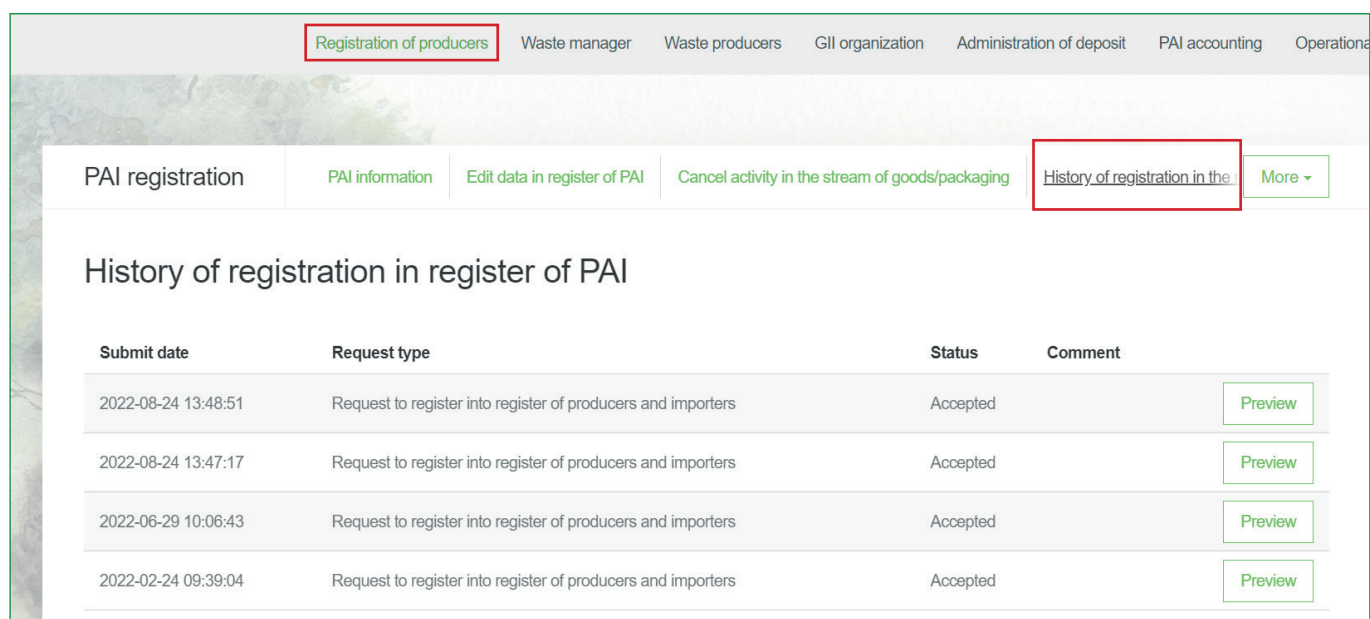 Registration of producers Waste manager Waste producers GII organization Administration of deposit PAI accounting Operationa
PAI registration PAI information Edit data in register of PAI Cancel activity in the stream of goods/packaging History of registration in the More
History of registration in register of PAI
Submit date Request type Status Comment
2022-08-24 13:48:51 Request to register into register of producers and importers Accepted Preview
2022-08-24 13:47:17 Request to register into register of producers and importers Accepted Preview
2022-06-29 10:06:43 Request to register into register of producers and importers Accepted Preview
2022-02-24 09:39:04 Request to register into register of producers and importers Accepted Preview